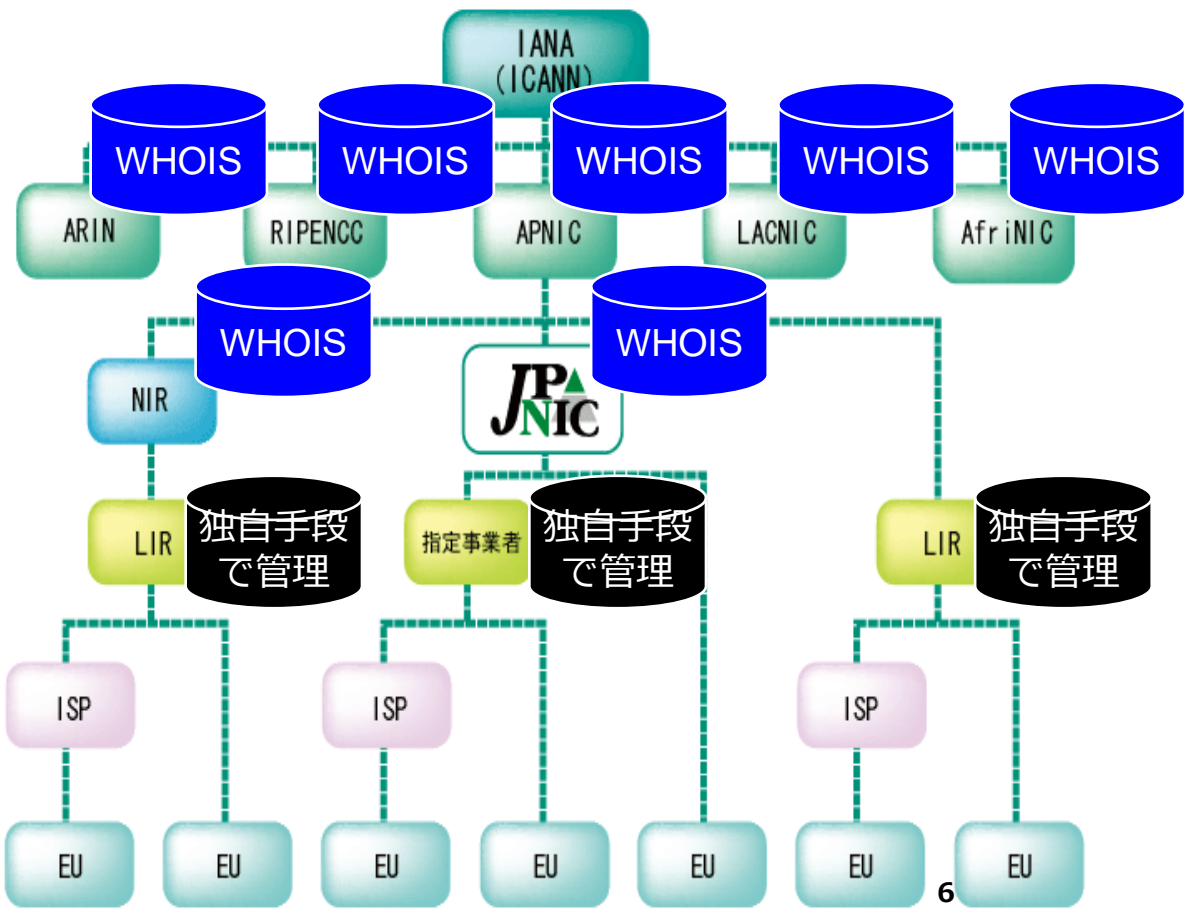 IANA
(ICANN)
WHOIS
WHOIS
WHOIS
WHOIS
WHOIS
ARIN
RIPENCC
APNIC
LACNIC
AfriNIC
WHOIS
WHOIS
NIR
JPNIC
LIR
独自手段
で管理
指定事業者
独自手段
で管理
LIR
独自手段
で管理
ISP
ISP
ISP
EU
EU
EU
EU
EU
EU
EU
6